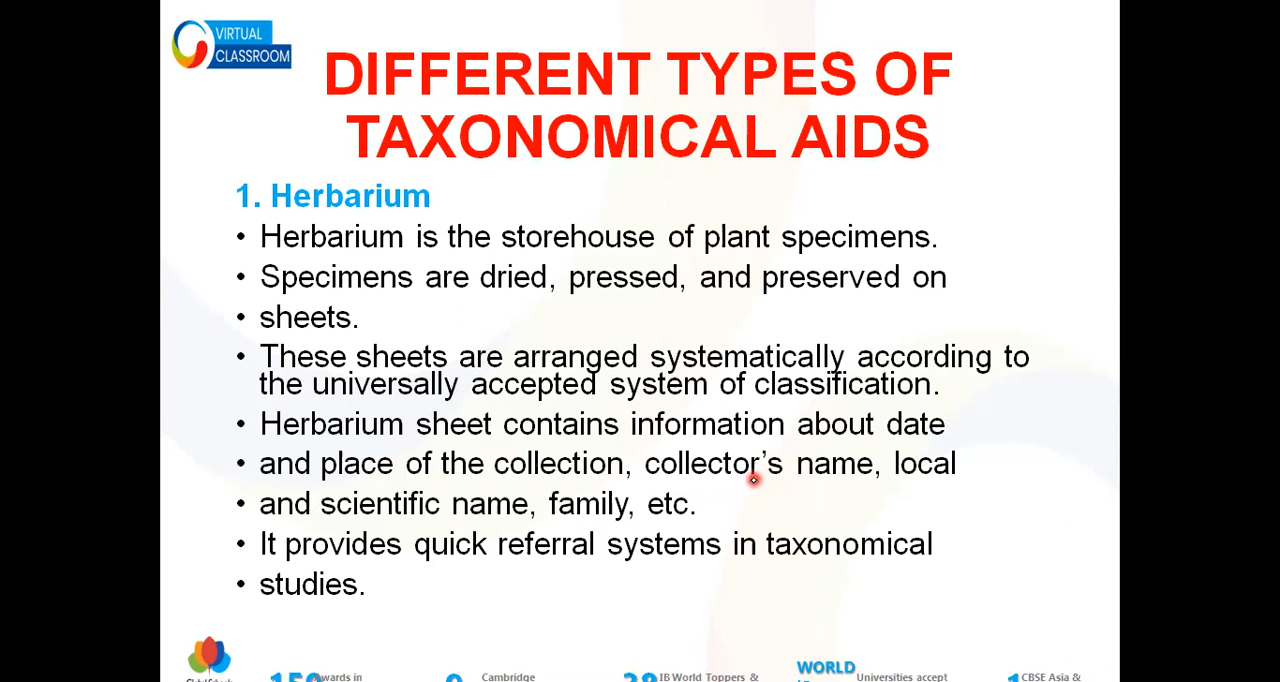 VIRTUAL
CLASSROOM
DIFFERENT TYPES OF
TAXONOMICAL AIDS
1. Herbarium
• Herbarium is the storehouse of plant specimens.
• Specimens are dried, pressed, and preserved on
• sheets.
• These sheets are arranged systematically according to
the universally accepted system of classification.
• Herbarium sheet contains information about date
• and place of the collection, collector’s name, local
• and scientific name, family, etc.
• It provides quick referral systems in taxonomical
• studies.
Awards in
Cambridge
IB World Toppers &
WORLD
Universities accept
CBSE Asia &